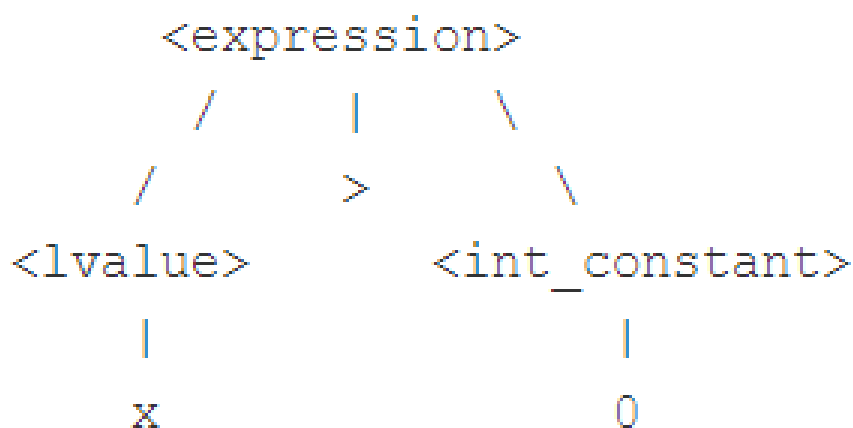 <expression>
/ | \
/ > \
<lvalue> <int_constant>
| |
x 0